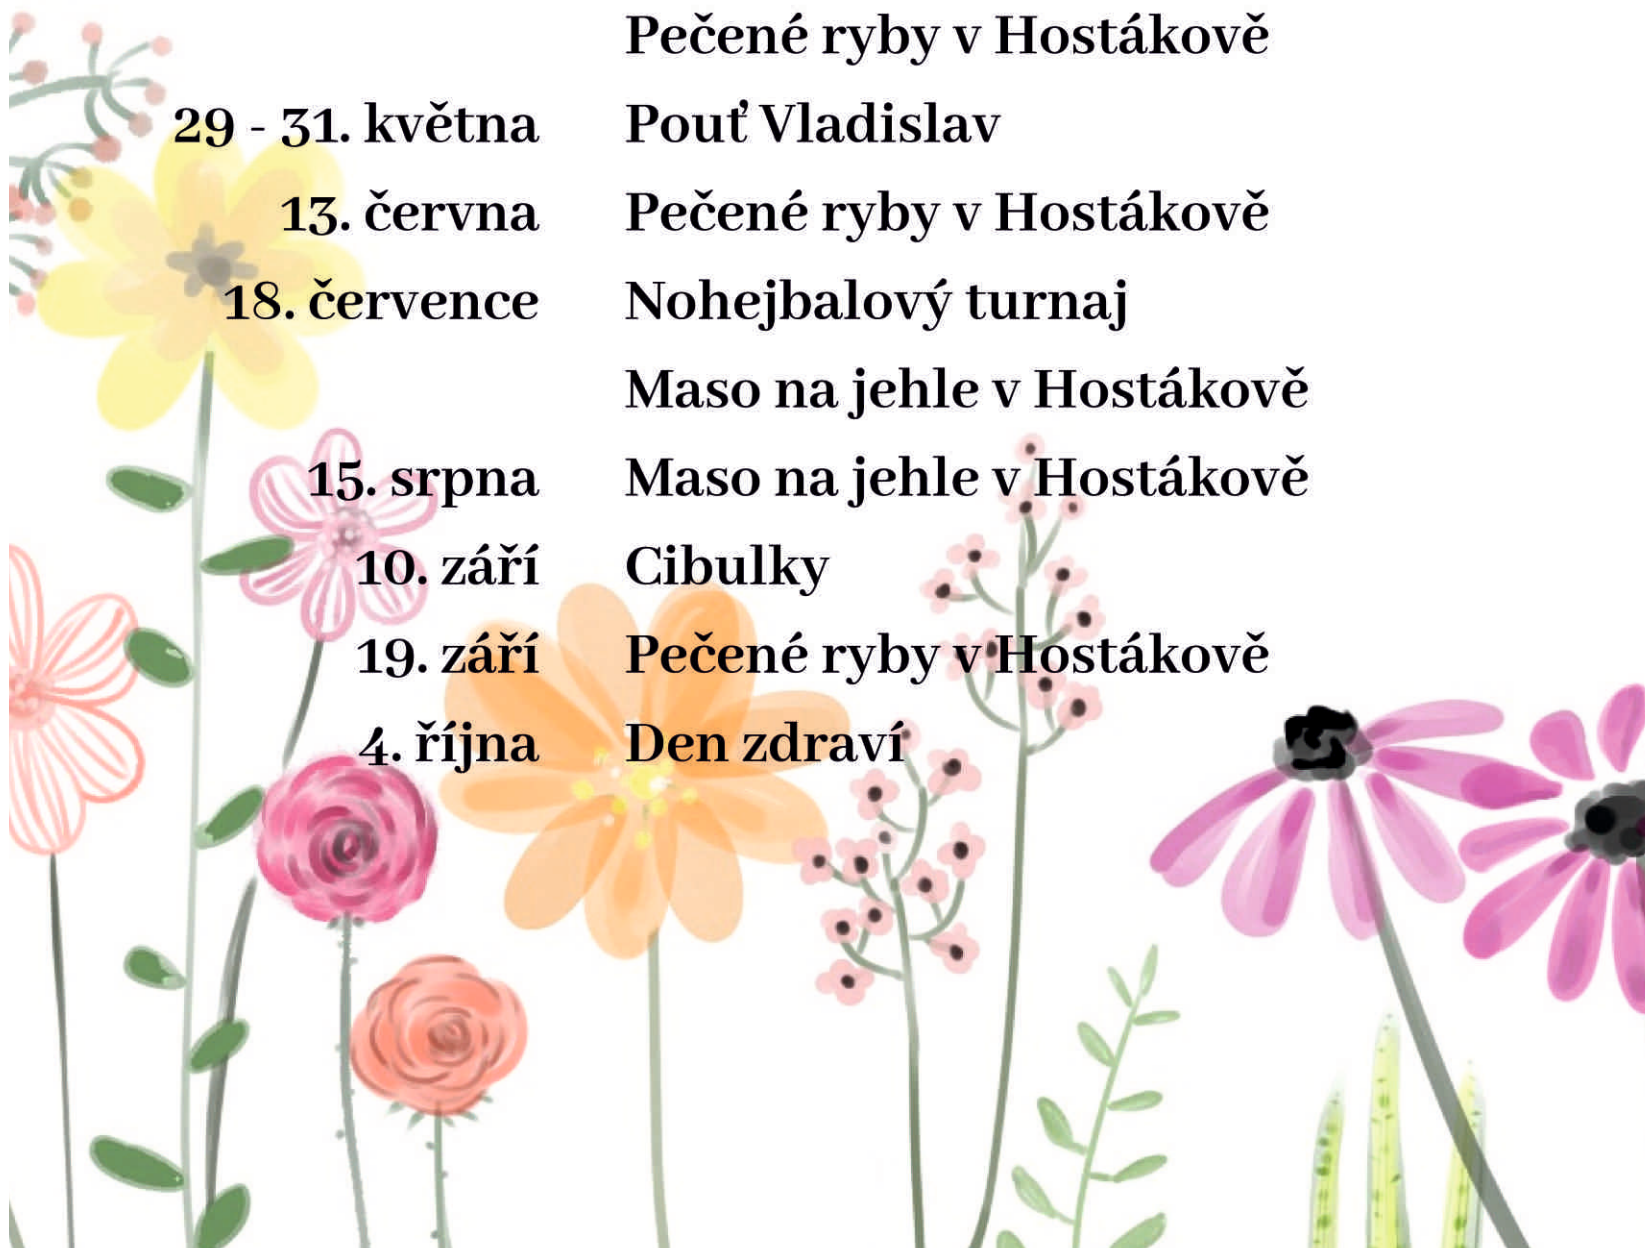 Pečené ryby v Hostákově
29 - 31. května Pouť Vladislav
13. června Pečené ryby v Hostákově
18. července Nohejbalový turnaj
Maso na jehle v Hostákově
15. srpna Maso na jehle v Hostákově
10. září Cibulky
19. září Pečené ryby v Hostákově
4. října Den zdraví